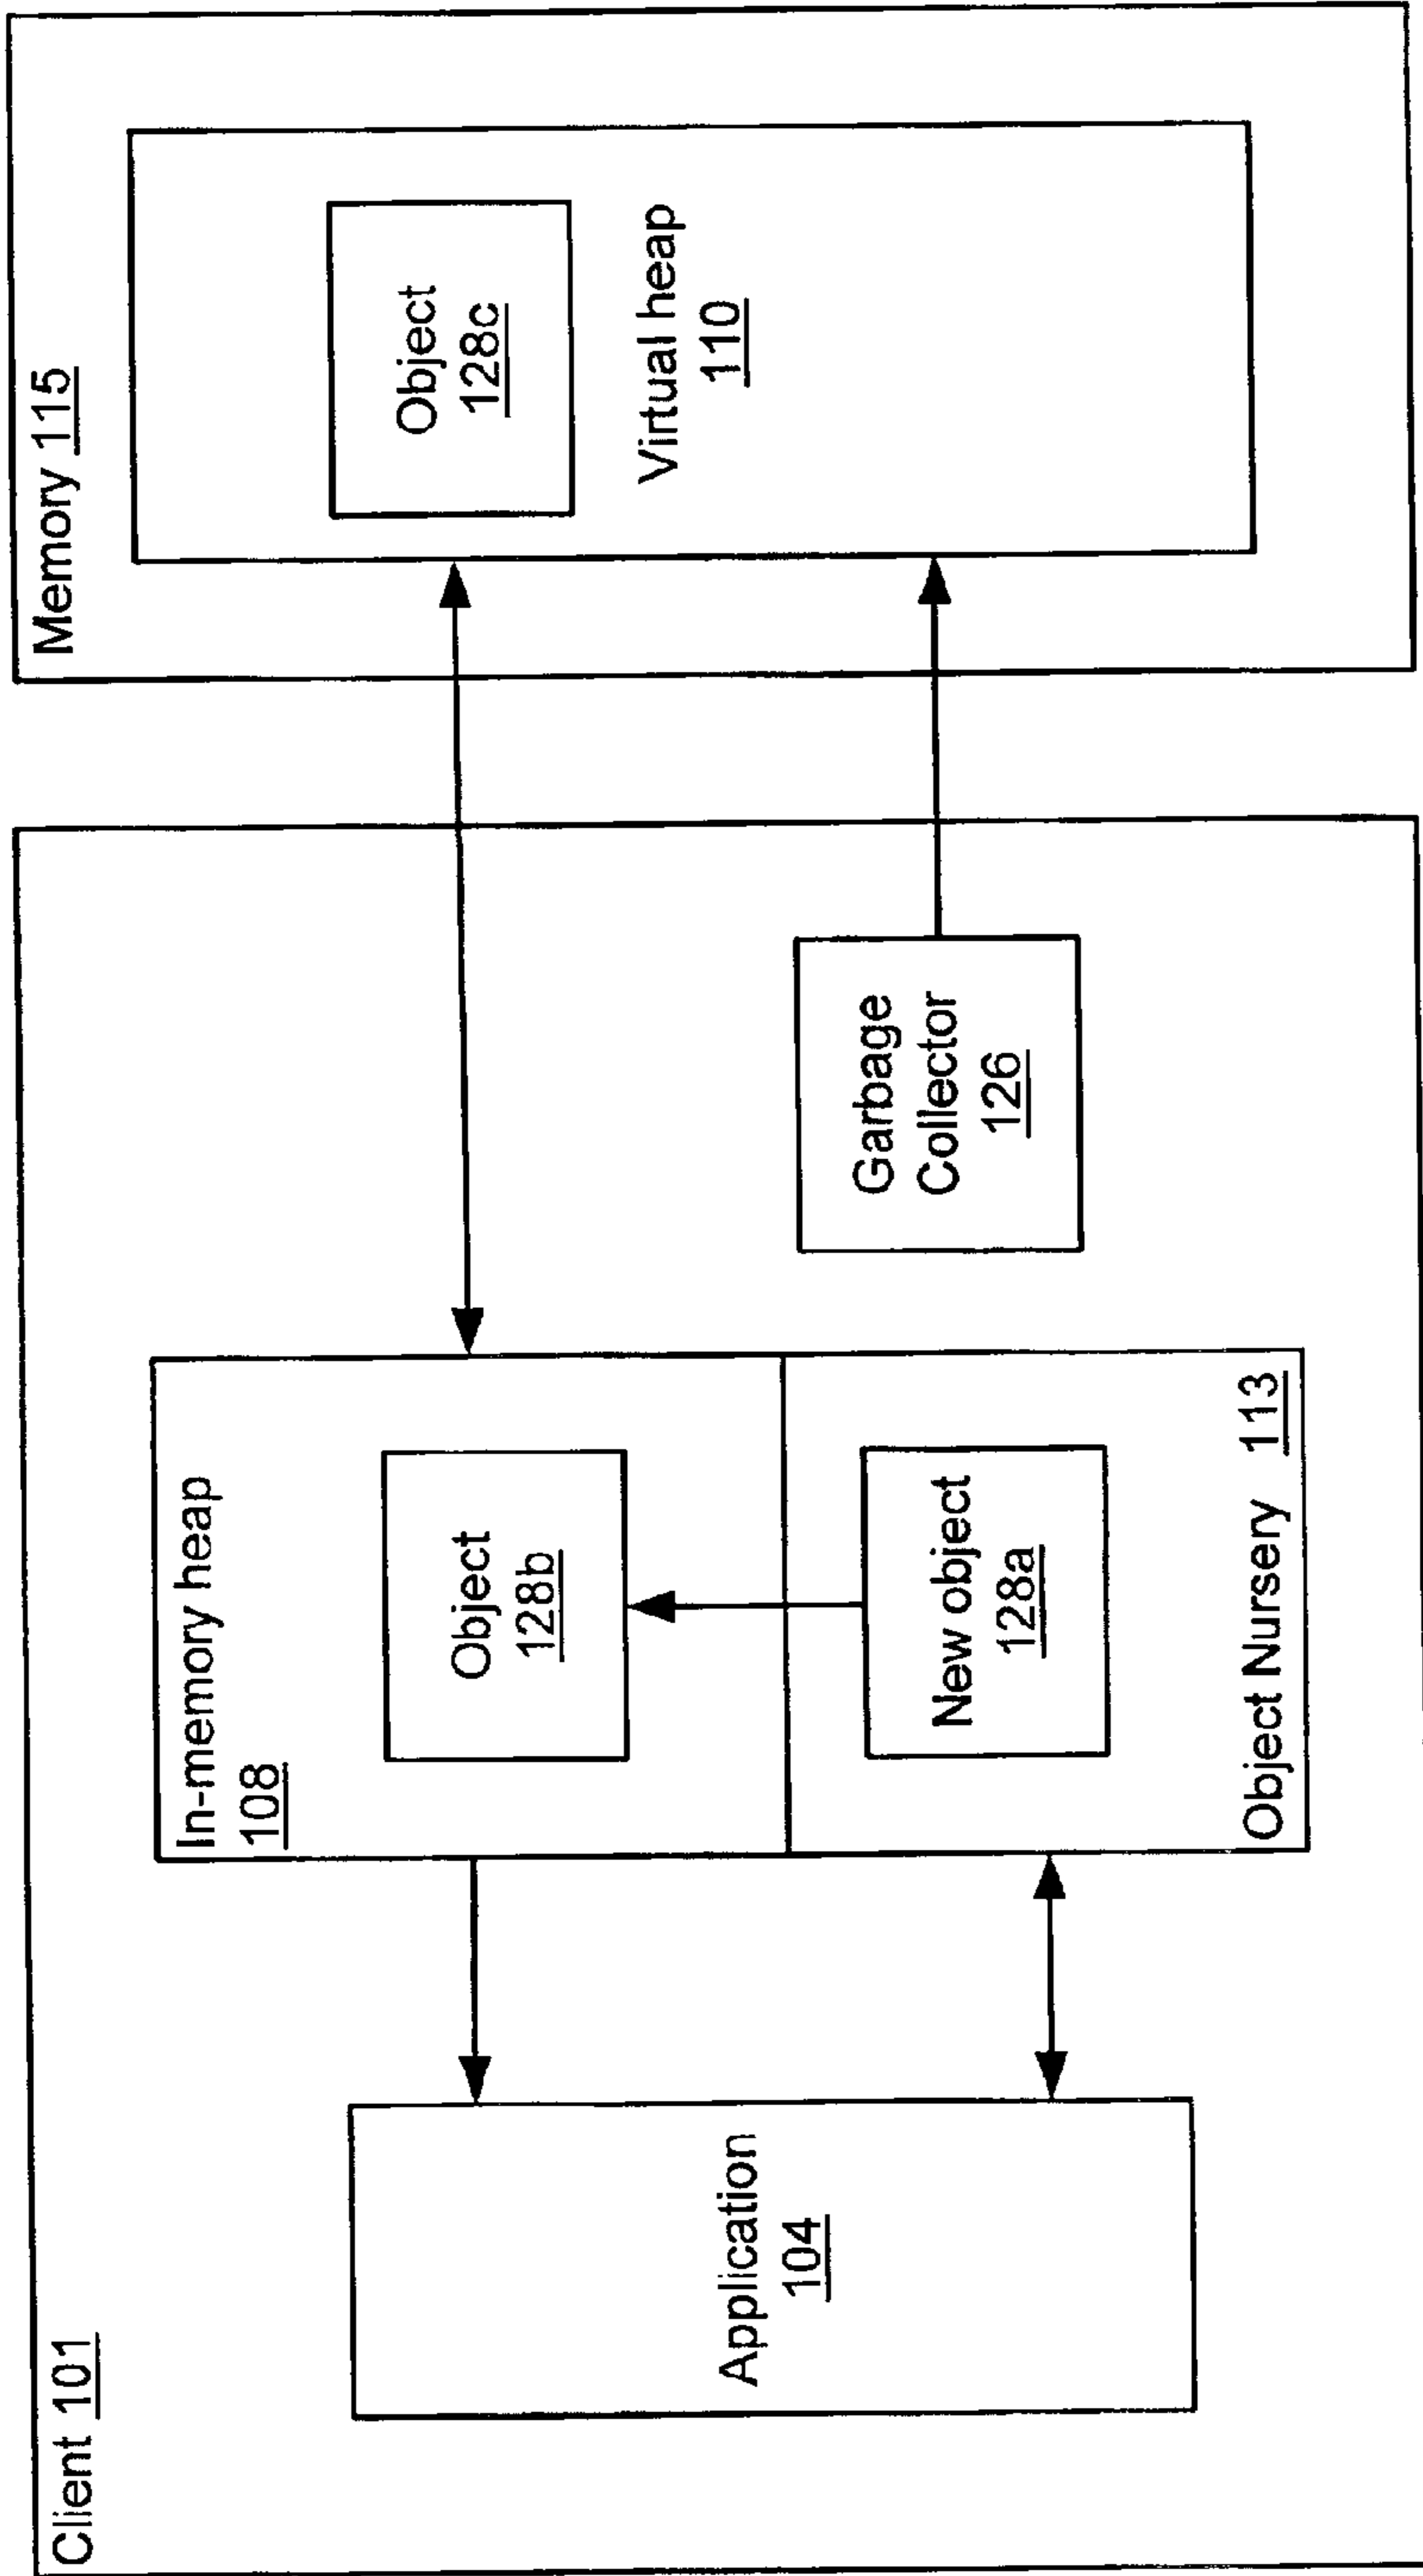 Client 101
Application
104
In-memory heap
108
Object
128b
New object
128a
Object Nursery 113
Garbage
Collector
126
Memory 115
Object
128c
Virtual heap
110